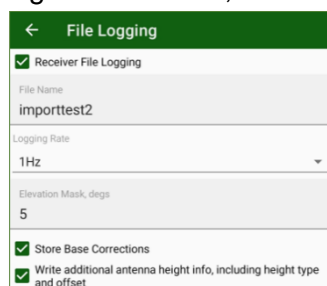 ← File Logging
Receiver File Logging
File Name
importtest2
Logging Rate
1Hz
Elevation Mask, degs
5
Store Base Corrections
Write additional antenna height info, including height type
and offset